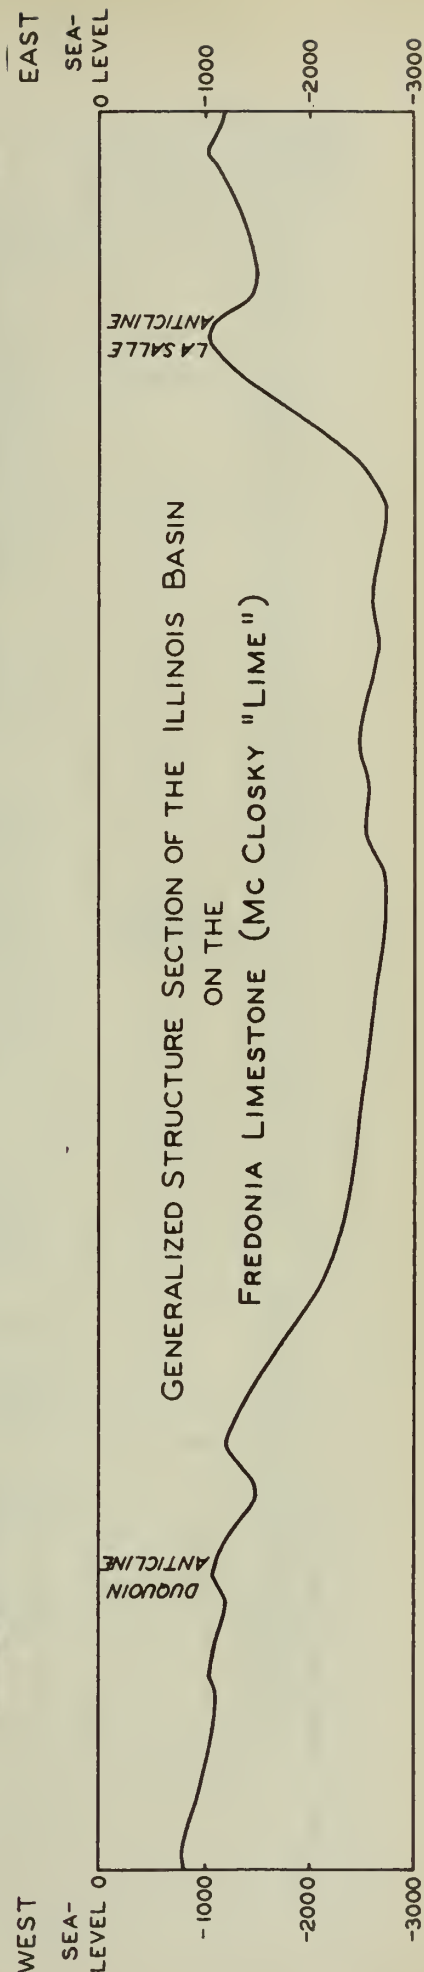 WEST
EAST
SEA-
LEVEL
SEA-
LEVEL
0
0
-1000
-1000
-2000
-2000
-3000
-3000
DUQUOIN
ANTICLINE
LA SALLE
ANTICLINE
GENERALIZED STRUCTURE SECTION OF THE ILLINOIS BASIN
ON THE
FREDONIA LIMESTONE (MC CLOSKY "LIME")